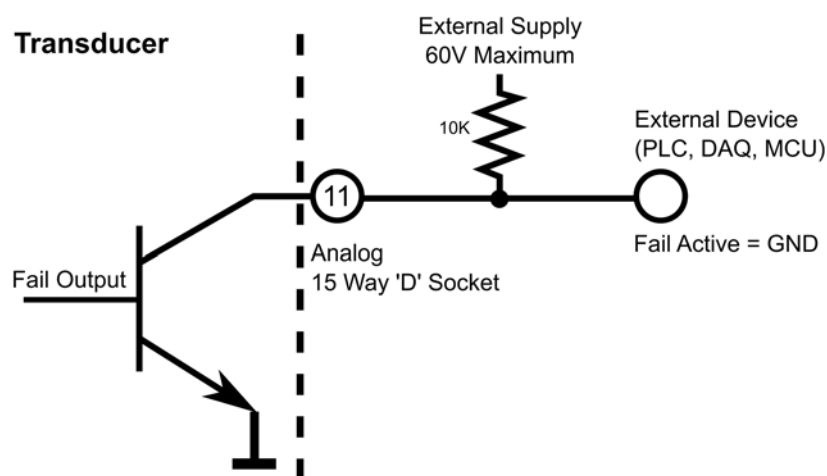 Transducer
External Supply
60V Maximum
10K
External Device
(PLC, DAQ, MCU)
11
Fail Active = GND
Analog
15 Way 'D' Socket
Fail Output